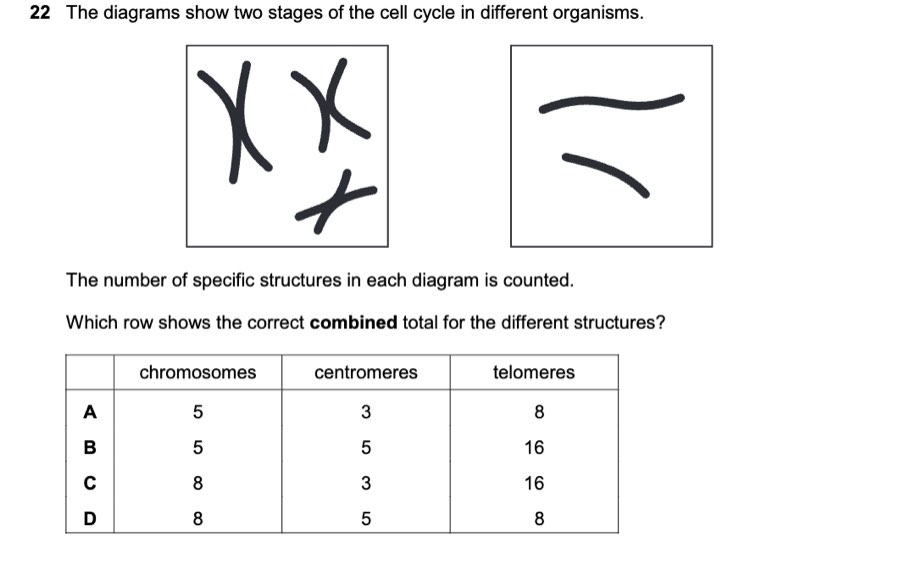 22 The diagrams show two stages of the cell cycle in different organisms.
The number of specific structures in each diagram is counted.
Which row shows the correct combined total for the different structures?
chromosomes centromeres telomeres
A 5 3 8
B 5 5 16
C 8 3 16
D 8 5 8